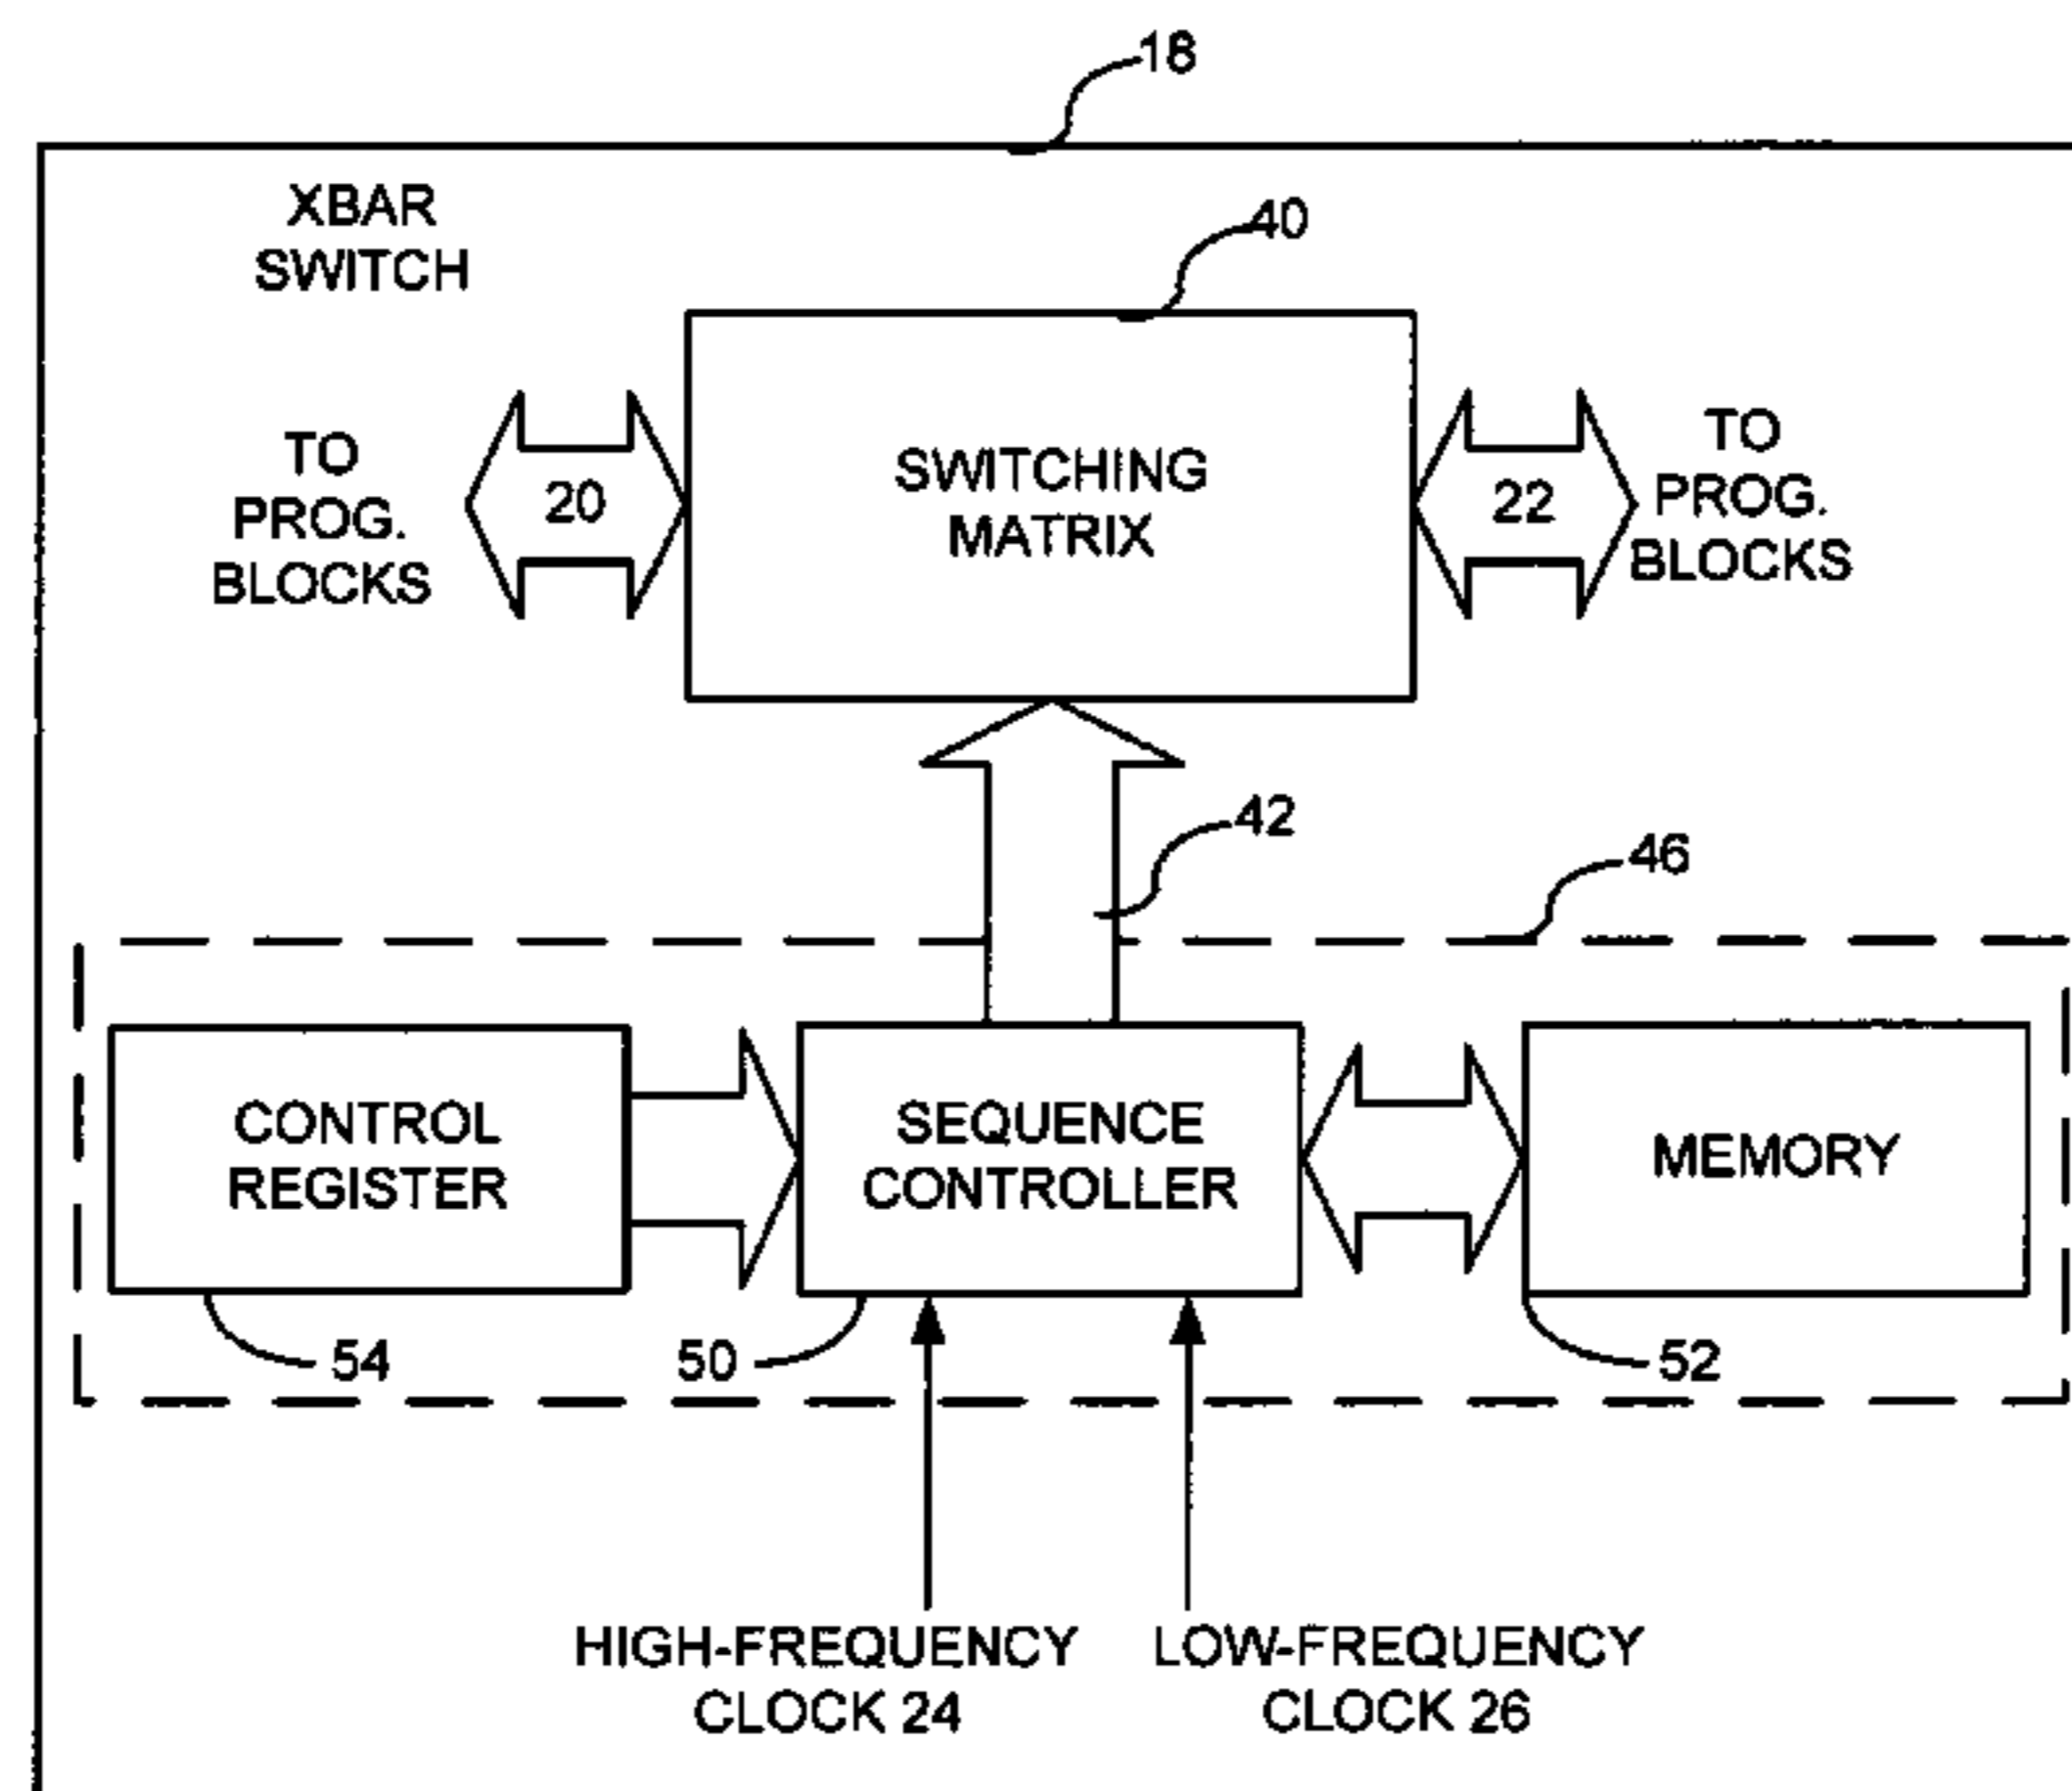 18
XBAR
SWITCH
40
TO
PROG.
BLOCKS
20
SWITCHING
MATRIX
22
TO
PROG.
BLOCKS
42
46
CONTROL
REGISTER
SEQUENCE
CONTROLLER
MEMORY
54
50
52
HIGH-FREQUENCY
CLOCK 24
LOW-FREQUENCY
CLOCK 26